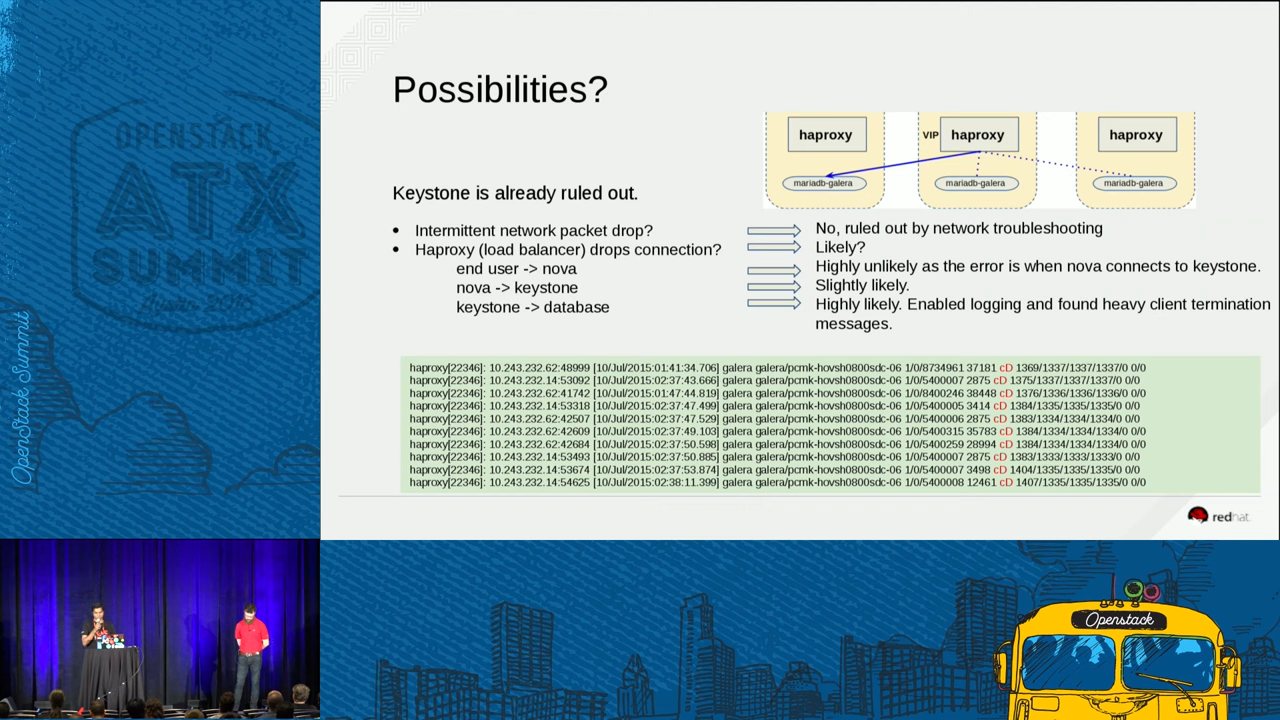 OPENSTACK
ATX
SUMMIT
OpenStack Summit
Possibilities?
haproxy
VIP
haproxy
haproxy
mariadb-galera
mariadb-galera
mariadb-galera
Keystone is already ruled out.
• Intermittent network packet drop?
No, ruled out by network troubleshooting
• Haproxy (load balancer) drops connection?
Likely?
end user -> nova
Highly unlikely as the error is when nova connects to keystone.
nova -> keystone
Slightly likely.
keystone -> database
Highly likely. Enabled logging and found heavy client termination
messages.
haproxy[22346]: 10.243.232.62:48999 [10/Jul/2015:01:41:34.706] galera galera/pcmk-hovsh0800sdc-06 1/0/8734961 37181 cD 1369/1337/1337/1337/0 0/0
haproxy[22346]: 10.243.232.14:53092 [10/Jul/2015:02:37:43.666] galera galera/pcmk-hovsh0800sdc-06 1/0/5400007 2875 cD 1375/1337/1337/1337/0 0/0
haproxy[22346]: 10.243.232.62:41742 [10/Jul/2015:01:47:44.819] galera galera/pcmk-hovsh0800sdc-06 1/0/8400246 38448 cD 1376/1336/1336/1336/0 0/0
haproxy[22346]: 10.243.232.14:53318 [10/Jul/2015:02:37:47.499] galera galera/pcmk-hovsh0800sdc-06 1/0/5400005 3414 cD 1384/1335/1335/1335/0 0/0
haproxy[22346]: 10.243.232.62:42507 [10/Jul/2015:02:37:47.529] galera galera/pcmk-hovsh0800sdc-06 1/0/5400006 2875 cD 1383/1334/1334/1334/0 0/0
haproxy[22346]: 10.243.232.62:42609 [10/Jul/2015:02:37:49.103] galera galera/pcmk-hovsh0800sdc-06 1/0/5400315 35783 cD 1384/1334/1334/1334/0 0/0
haproxy[22346]: 10.243.232.62:42684 [10/Jul/2015:02:37:50.598] galera galera/pcmk-hovsh0800sdc-06 1/0/5400259 28994 cD 1384/1334/1334/1334/0 0/0
haproxy[22346]: 10.243.232.14:53493 [10/Jul/2015:02:37:50.885] galera galera/pcmk-hovsh0800sdc-06 1/0/5400007 2875 cD 1383/1333/1333/1333/0 0/0
haproxy[22346]: 10.243.232.14:53674 [10/Jul/2015:02:37:53.874] galera galera/pcmk-hovsh0800sdc-06 1/0/5400007 3498 cD 1404/1335/1335/1335/0 0/0
haproxy[22346]: 10.243.232.14:54625 [10/Jul/2015:02:38:11.399] galera galera/pcmk-hovsh0800sdc-06 1/0/5400008 12461 cD 1407/1335/1335/1335/0 0/0
redhat.
Openstack